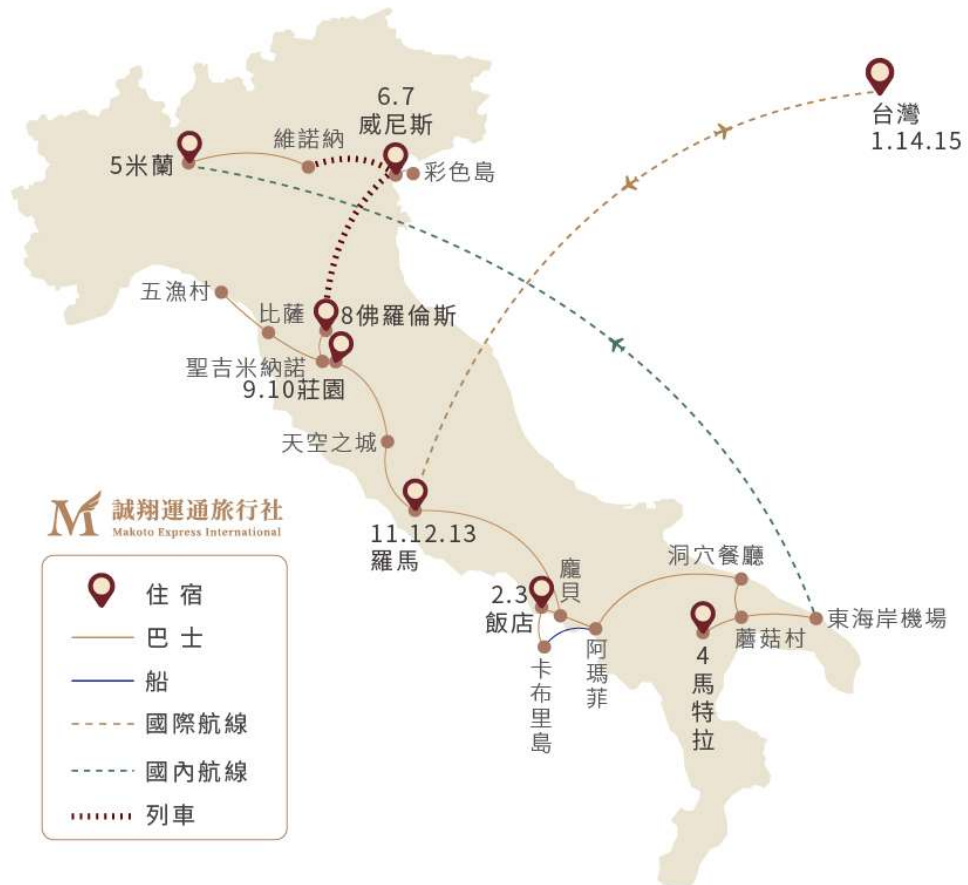 台灣
1.14.15
6.7
威尼斯
維諾納
5米蘭
彩色島
五漁村
比薩
8佛羅倫斯
聖吉米納諾
9.10莊園
天空之城
11.12.13
羅馬
龐貝
2.3
飯店
洞穴餐廳
東海岸機場
蘑菇村
阿瑪菲
卡布里島
4
馬特拉
誠翔運通旅行社
Makoto Express International
住 宿
巴 士
船
國際航線
國內航線
列車